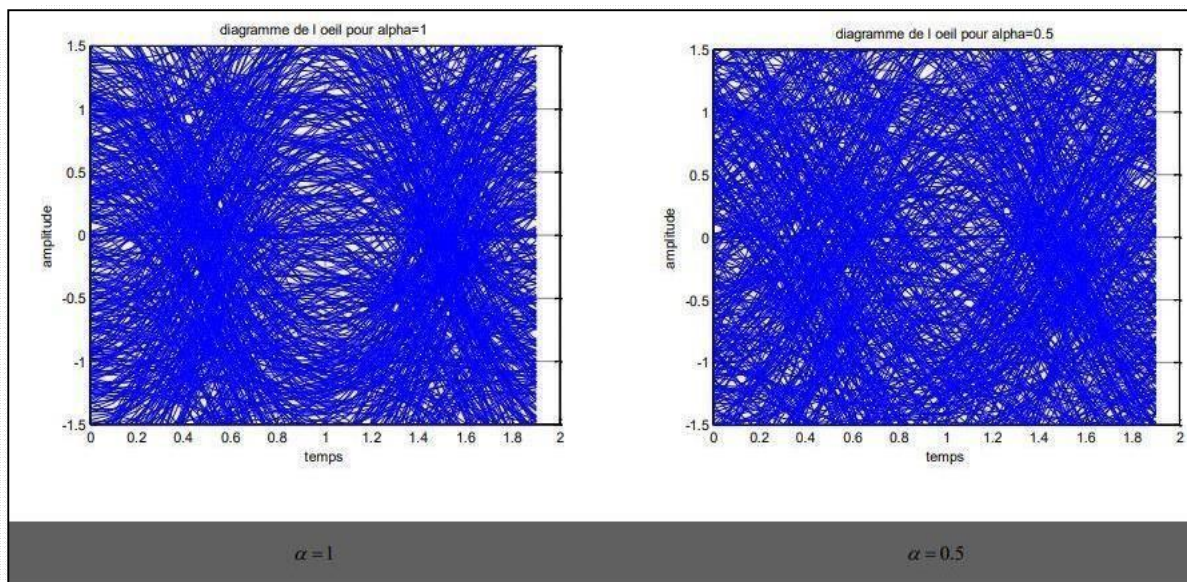 diagramme de l oeil pour alpha=1
1.5
1
0.5
0
-0.5
-1
-1.5
amplitude
0 0.2 0.4 0.6 0.8 1 1.2 1.4 1.6 1.8 2
temps
diagramme de l oeil pour alpha=0.5
1.5
1
0.5
0
-0.5
-1
-1.5
amplitude
0 0.2 0.4 0.6 0.8 1 1.2 1.4 1.6 1.8 2
temps
α = 1
α = 0.5